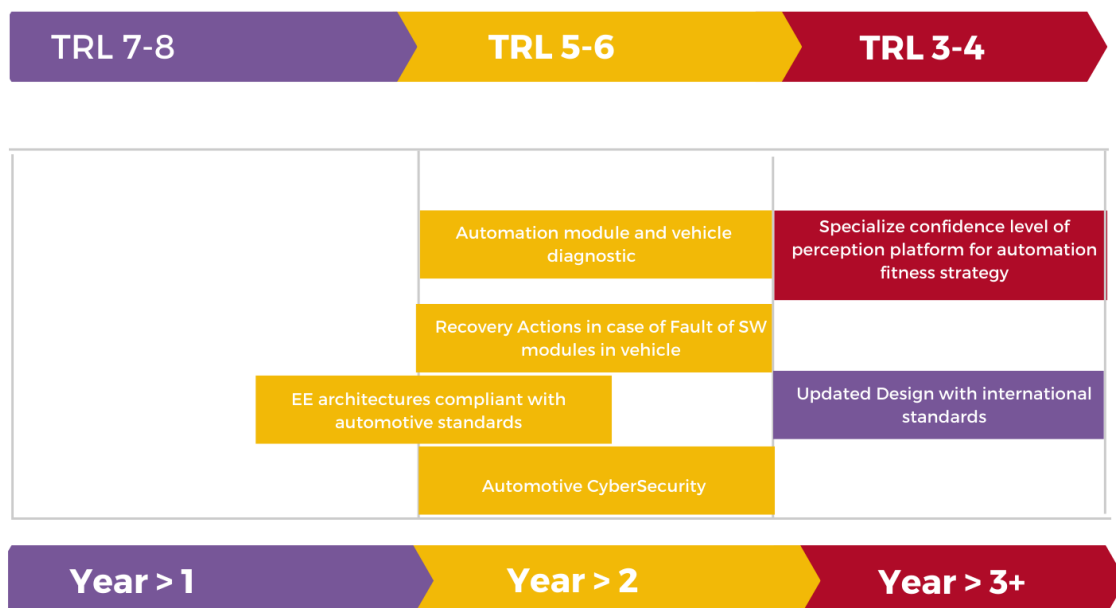 TRL 7-8
TRL 5-6
TRL 3-4
Automation module and vehicle
diagnostic
Specialize confidence level of
perception platform for automation
fitness strategy
Recovery Actions in case of Fault of SW
modules in vehicle
EE architectures compliant with
automotive standards
Updated Design with international
standards
Automotive CyberSecurity
Year > 1
Year > 2
Year > 3+